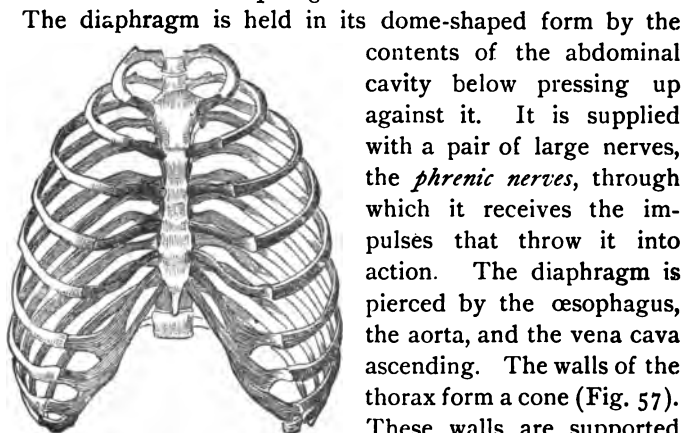 The diaphragm is held in its dome-shaped form by the
contents of the abdominal
cavity below pressing up
against it. It is supplied
with a pair of large nerves,
the phrenic nerves, through
which it receives the im-
pulses that throw it into
action. The diaphragm is
pierced by the œsophagus,
the aorta, and the vena cava
ascending. The walls of the
thorax form a cone (Fig. 57).
These walls are supported